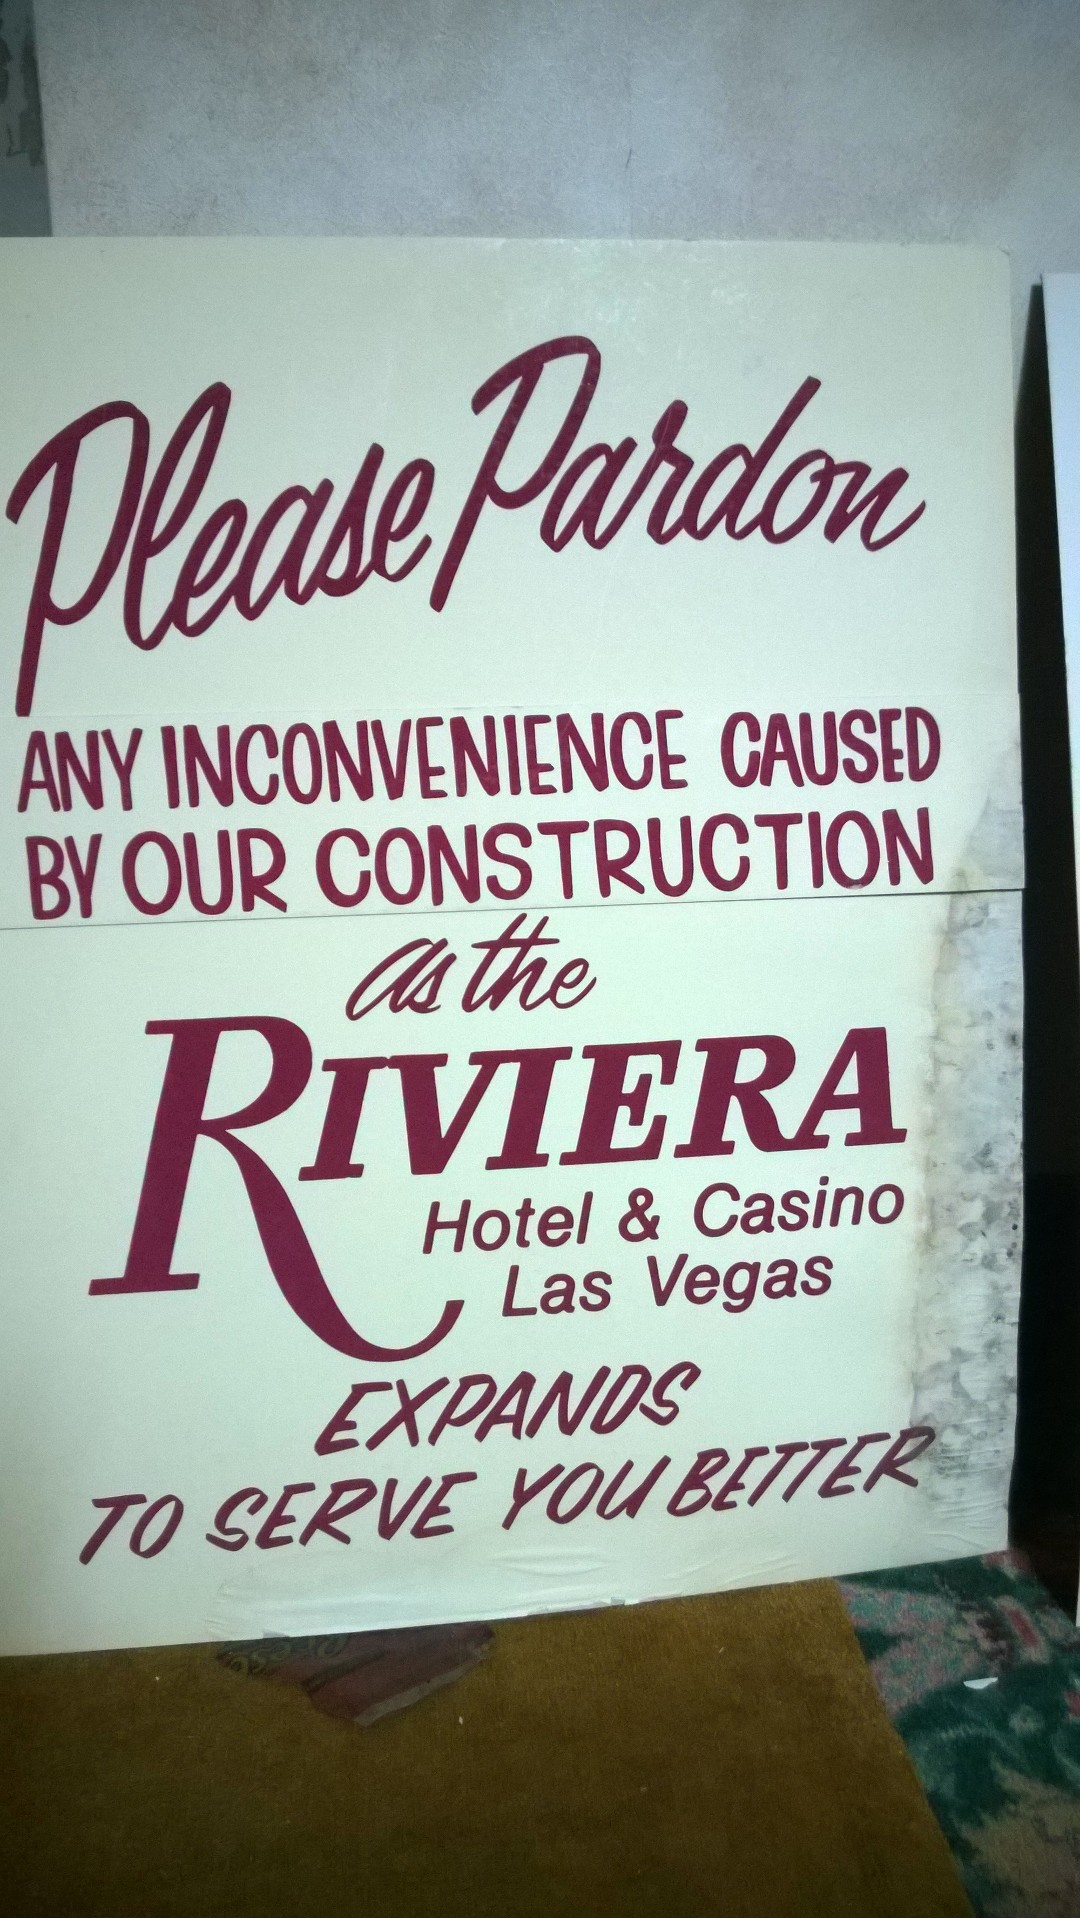 Please Pardon
ANY INCONVENIENCE CAUSED
BY OUR CONSTRUCTION
as the
RIVIERA
Hotel & Casino
Las Vegas
EXPANDS
TO SERVE YOU BETTER